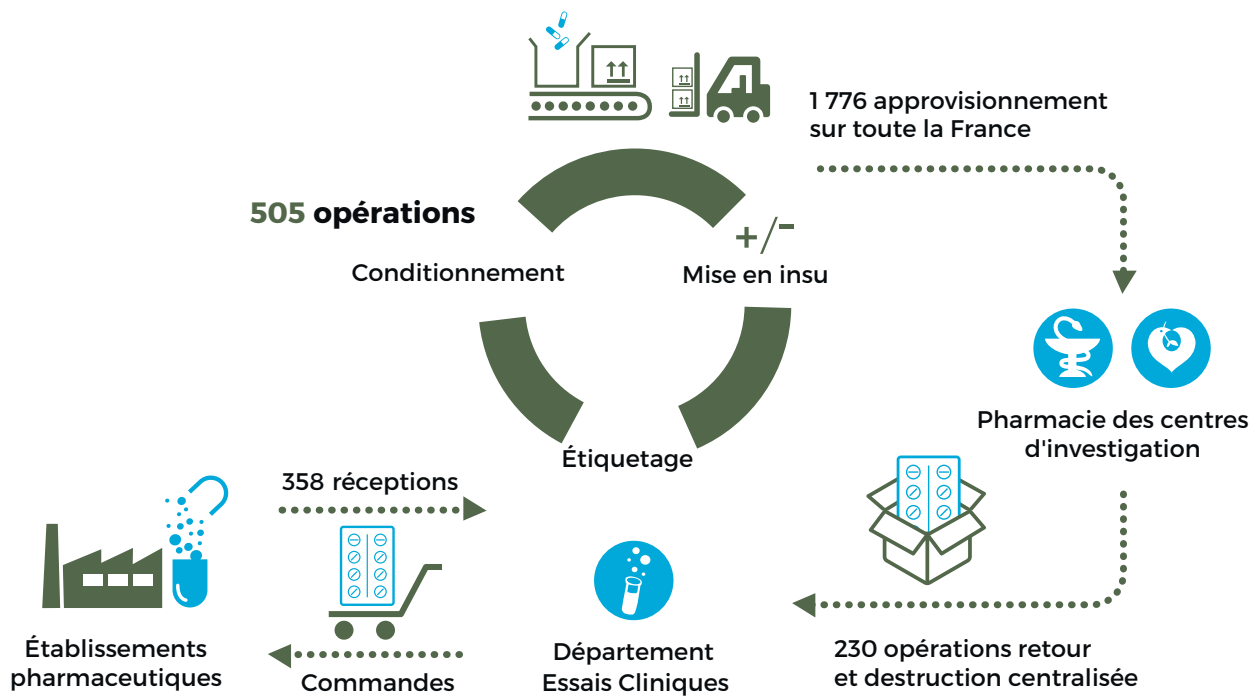 1 776 approvisionnement
sur toute la France
505 opérations
+/-
Conditionnement
Mise en insu
Pharmacie des centres
d'investigation
Étiquetage
358 réceptions
Établissements
pharmaceutiques
Commandes
Département
Essais Cliniques
230 opérations retour
et destruction centralisée